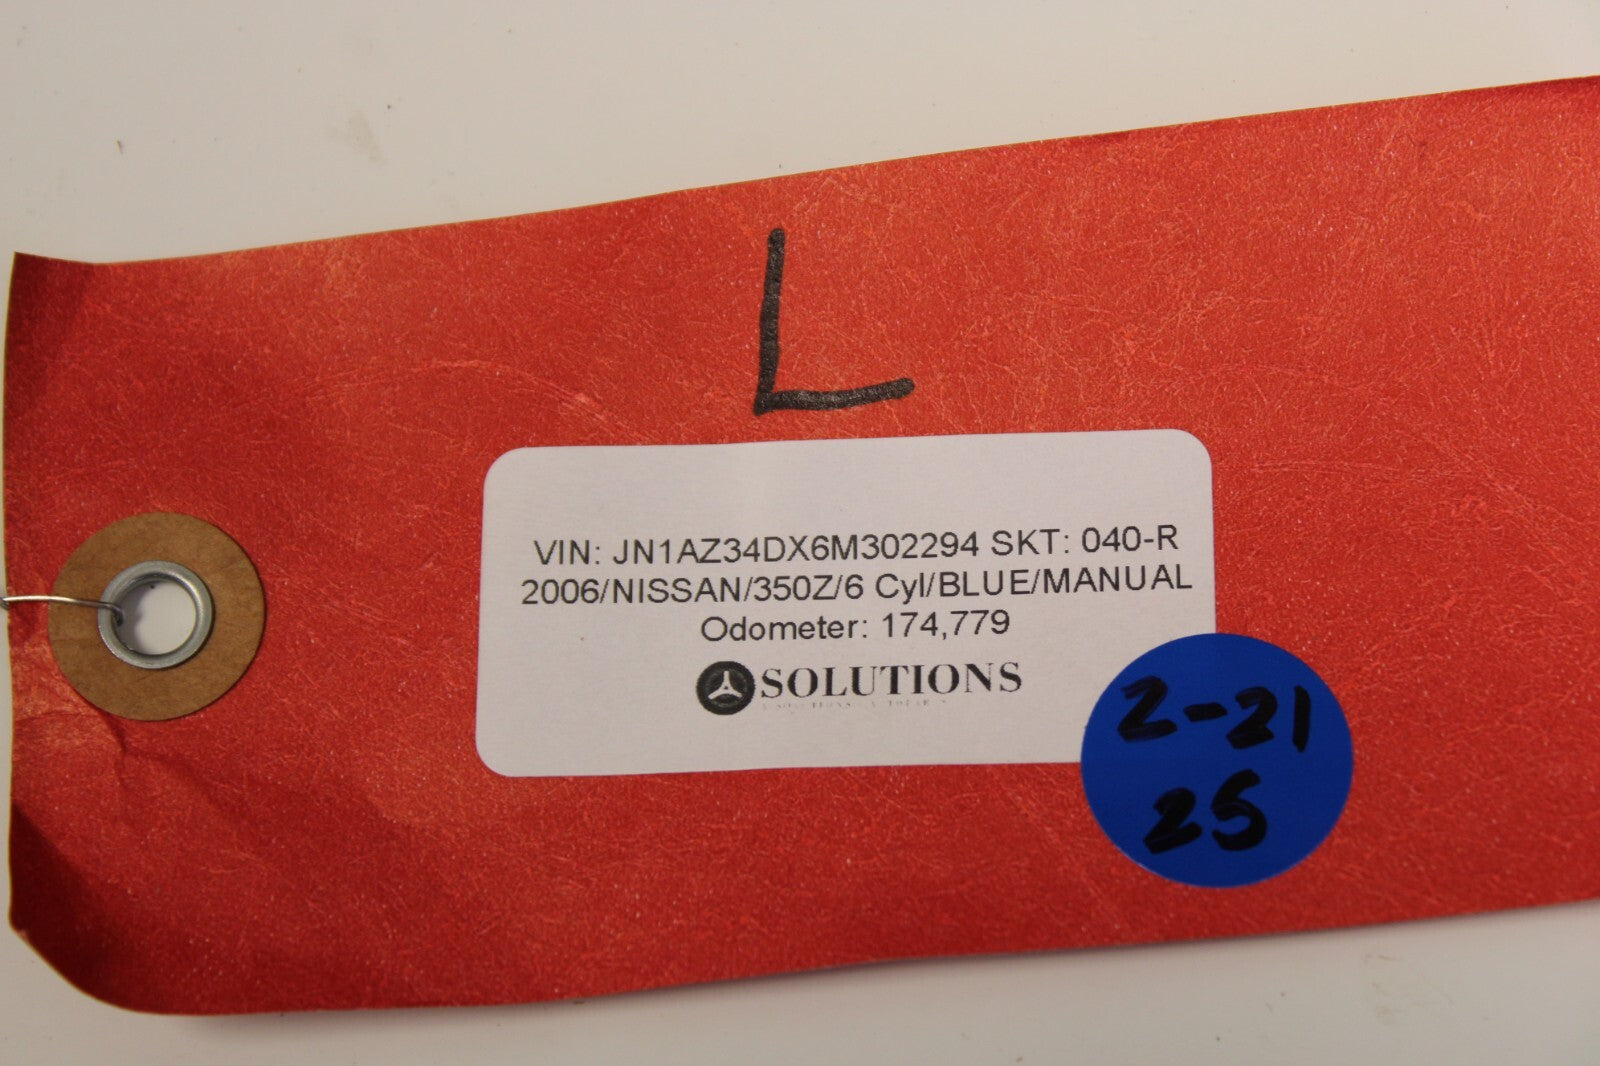 L
VIN: JN1AZ34DX6M302294 SKT: 040-R
2006/NISSAN/350Z/6 Cyl/BLUE/MANUAL
Odometer: 174,779
SOLUTIONS
2-21
25